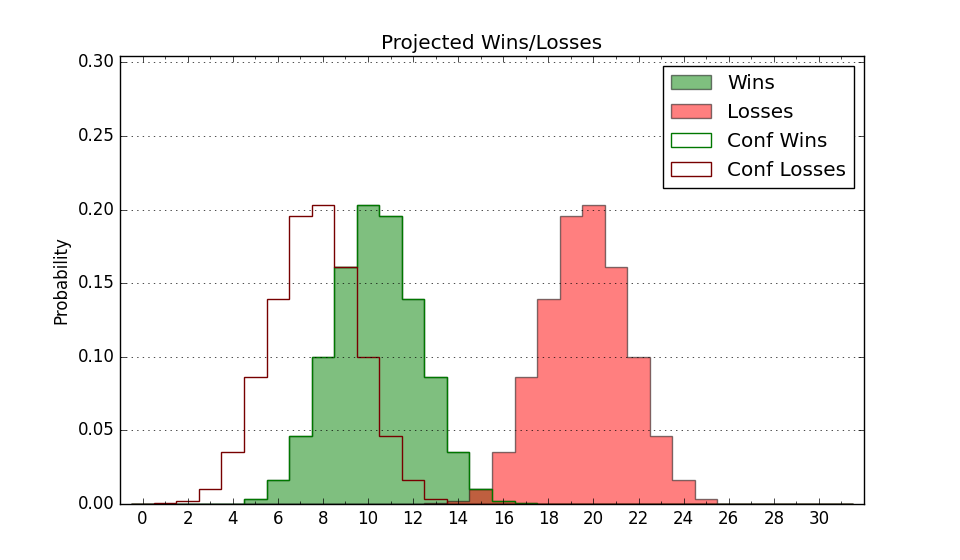 Projected Wins/Losses
0.30
0.25
0.20
0.15
0.10
0.05
0.00
Probability
Wins
Losses
Conf Wins
Conf Losses
0 2 4 6 8 10 12 14 16 18 20 22 24 26 28 30